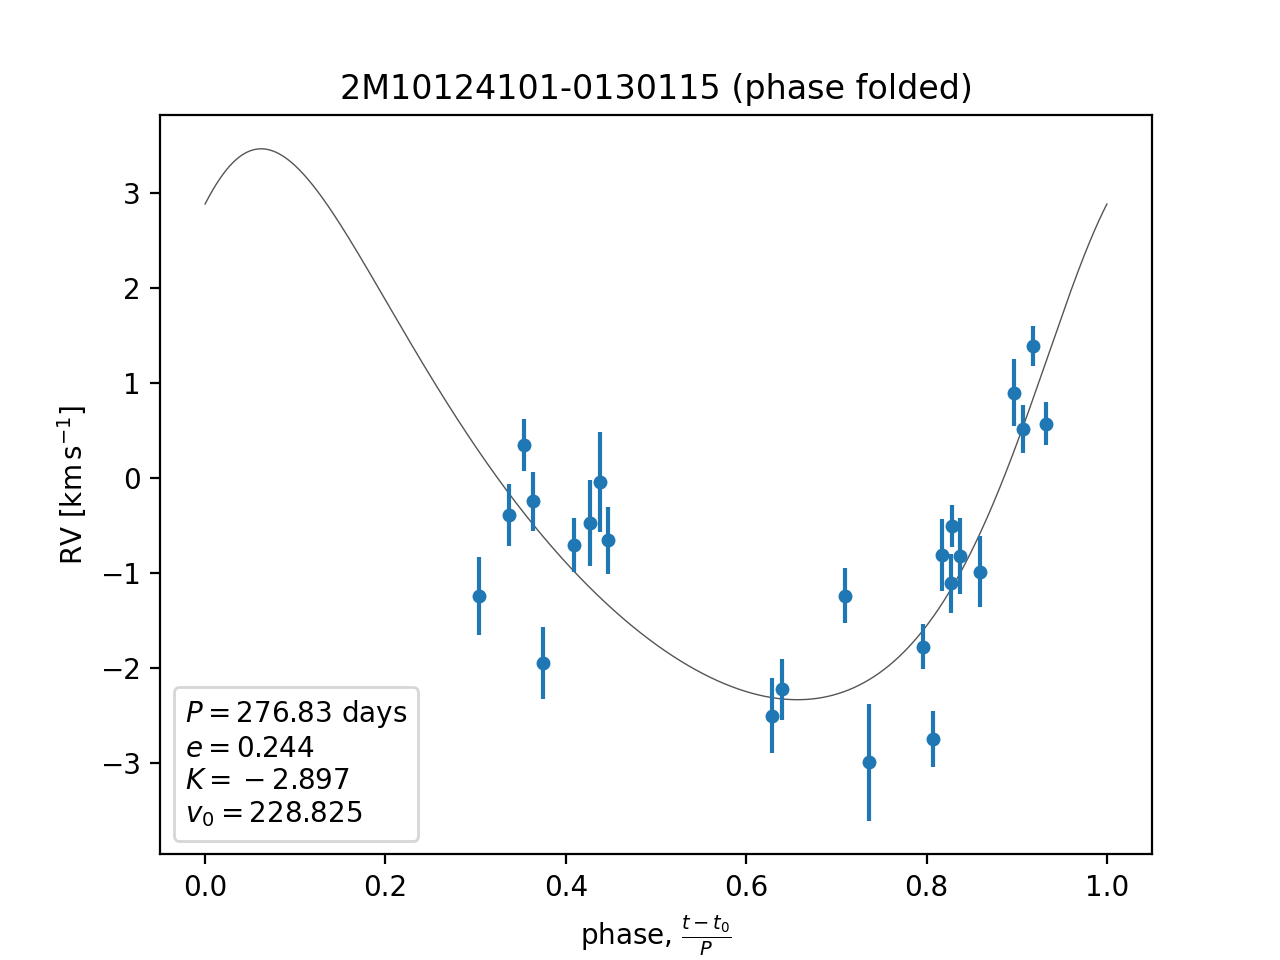 2M10124101-0130115 (phase folded)
3
2
1
0
−1
−2
−3
RV [km s⁻¹]
P = 276.83 days
e = 0.244
K = −2.897
v₀ = 228.825
0.0 0.2 0.4 0.6 0.8 1.0
phase, (t − t₀)/P